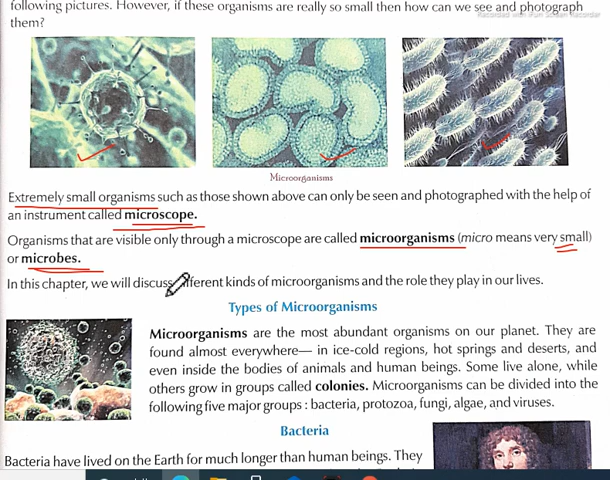 following pictures. However, if these organisms are really so small then how can we see and photograph
Recorded with iFun Screen Recorder
them?
Microorganisms
Extremely small organisms such as those shown above can only be seen and photographed with the help of
an instrument called microscope.
Organisms that are visible only through a microscope are called microorganisms (micro means very small)
or microbes.
In this chapter, we will discuss fferent kinds of microorganisms and the role they play in our lives.
Types of Microorganisms
Microorganisms are the most abundant organisms on our planet. They are
found almost everywhere— in ice-cold regions, hot springs and deserts, and
even inside the bodies of animals and human beings. Some live alone, while
others grow in groups called colonies. Microorganisms can be divided into the
following five major groups : bacteria, protozoa, fungi, algae, and viruses.
Bacteria
Bacteria have lived on the Earth for much longer than human beings. They